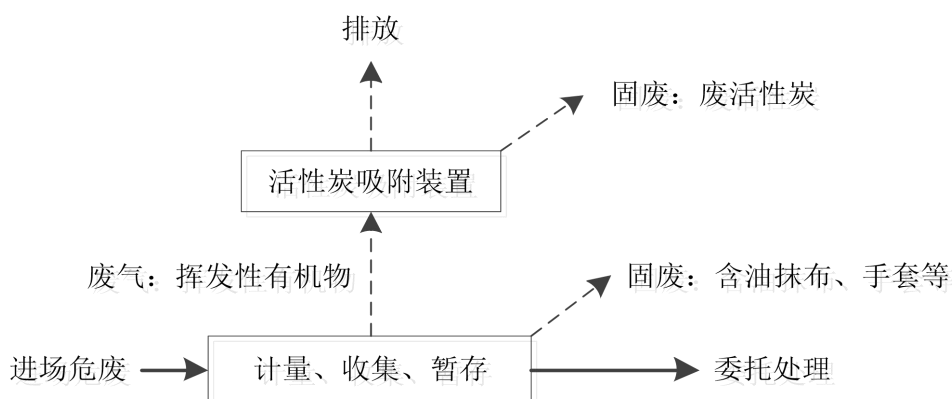 排放
固废：废活性炭
活性炭吸附装置
废气：挥发性有机物
固废：含油抹布、手套等
进场危废
计量、收集、暂存
委托处理